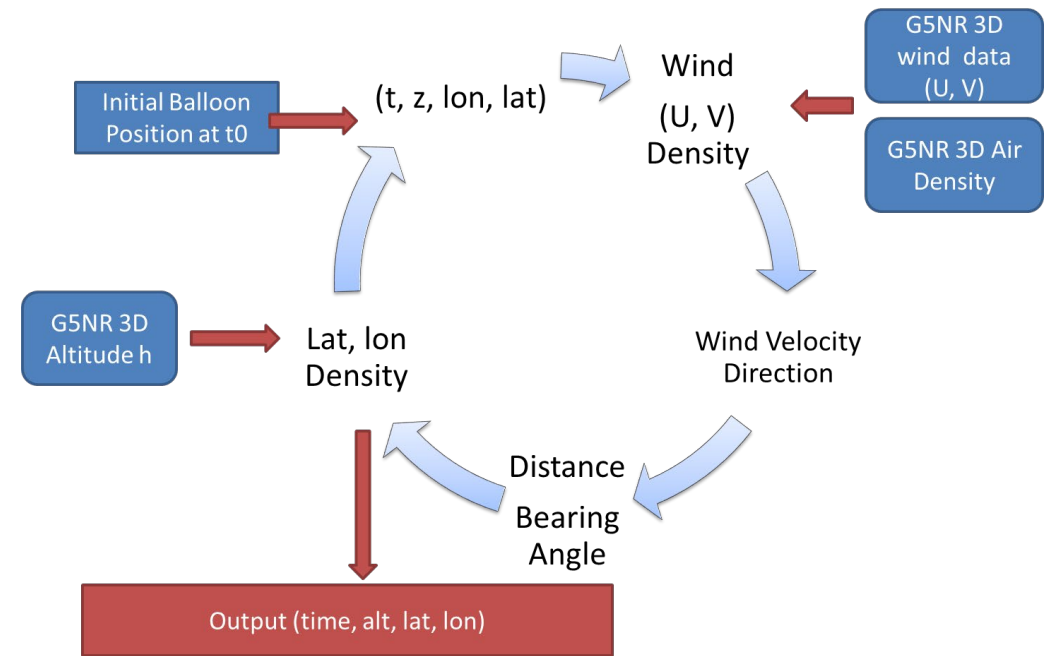 G5NR 3D
wind data
(U, V)
Wind
(U, V)
Density
(t, z, lon, lat)
Initial Balloon
Position at t0
G5NR 3D Air
Density
G5NR 3D
Altitude h
Lat, lon
Density
Wind Velocity
Direction
Distance
Bearing
Angle
Output (time, alt, lat, lon)